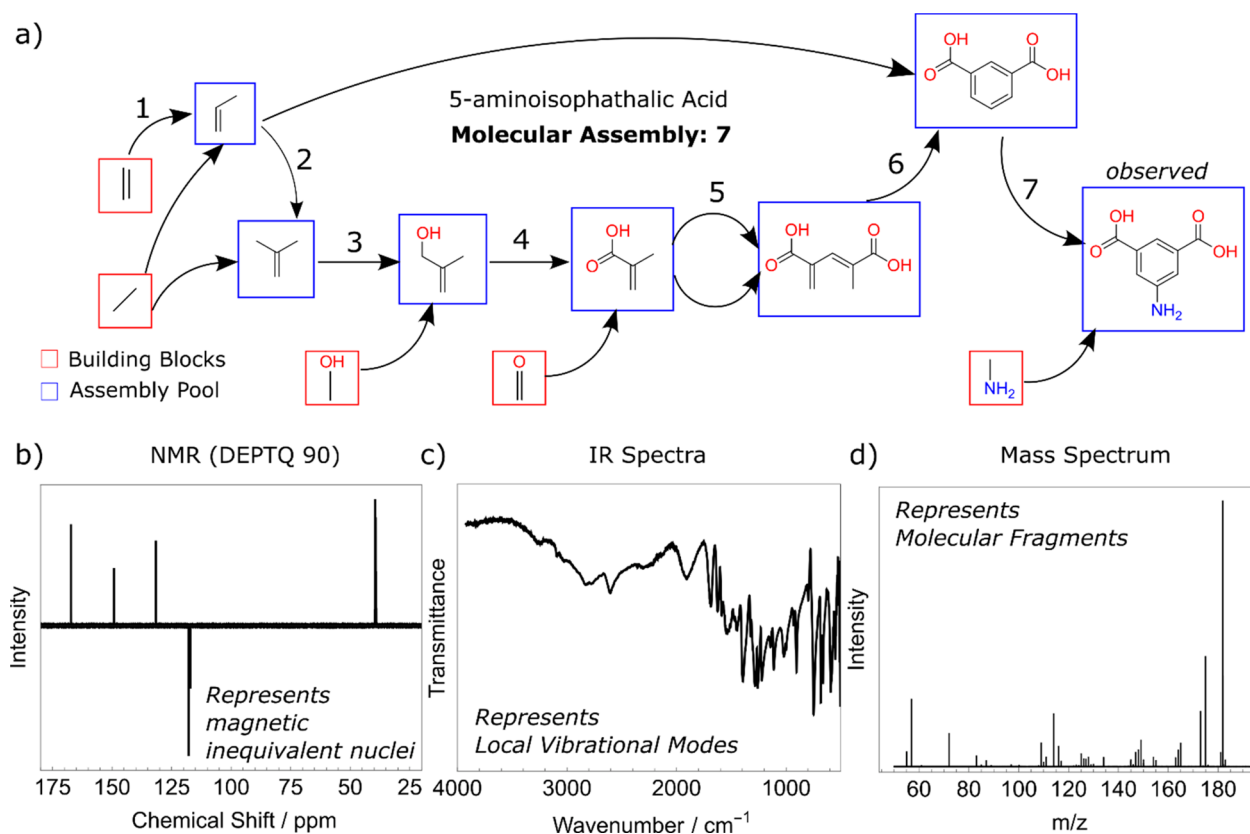 a)
1
2
3
4
5
6
7
5-aminoisophathalic Acid
Molecular Assembly: 7
observed
OH
O
O
OH
OH
O
O
OH
NH2
OH
OH
O
OH
O
O
OH
OH
O
NH2
Building Blocks
Assembly Pool
b)
NMR (DEPTQ 90)
Intensity
Represents
magnetic
inequivalent nuclei
175
150
125
100
75
50
25
Chemical Shift / ppm
c)
IR Spectra
Transmittance
Represents
Local Vibrational Modes
4000
3000
2000
1000
Wavenumber / cm⁻¹
d)
Mass Spectrum
Intensity
Represents
Molecular Fragments
60
80
100
120
140
160
180
m/z